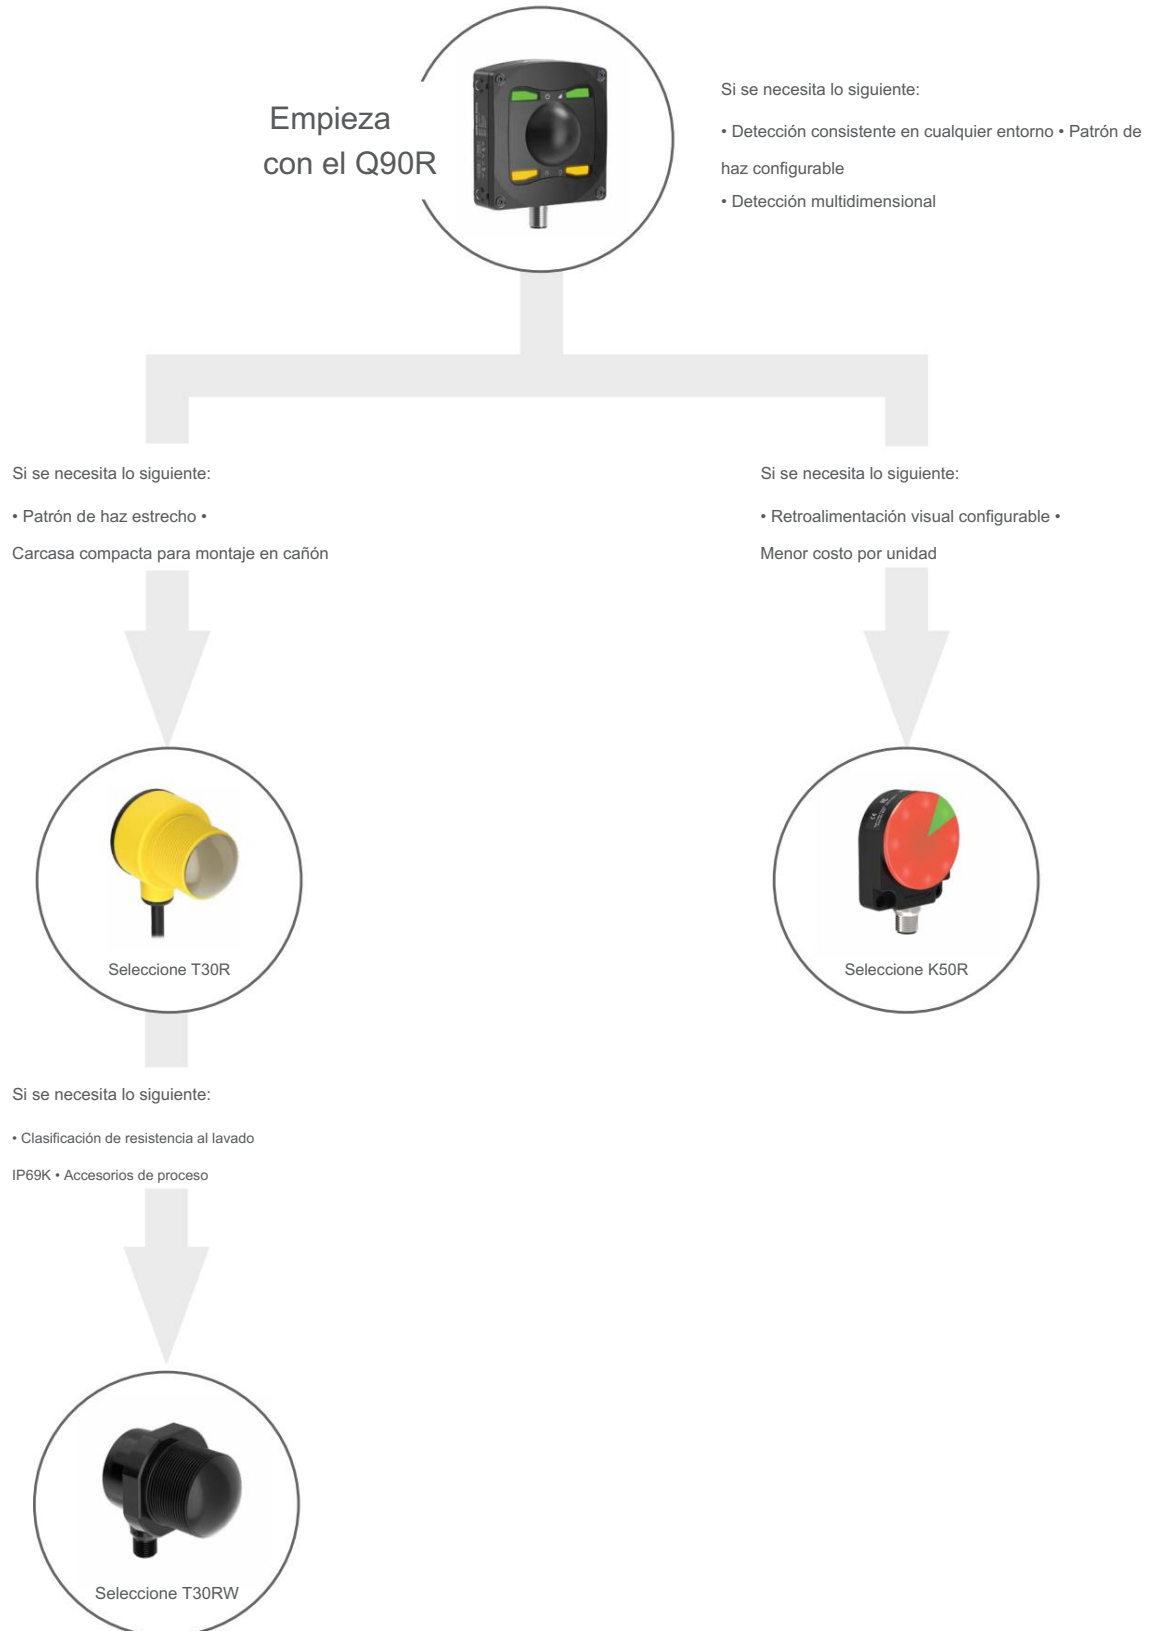 Empieza
con el Q90R
Si se necesita lo siguiente:
• Detección consistente en cualquier entorno • Patrón de
haz configurable
• Detección multidimensional
Si se necesita lo siguiente:
• Patrón de haz estrecho •
Carcasa compacta para montaje en cañón
Si se necesita lo siguiente:
• Retroalimentación visual configurable •
Menor costo por unidad
Seleccione T30R
Seleccione K50R
Si se necesita lo siguiente:
• Clasificación de resistencia al lavado
IP69K • Accesorios de proceso
Seleccione T30RW